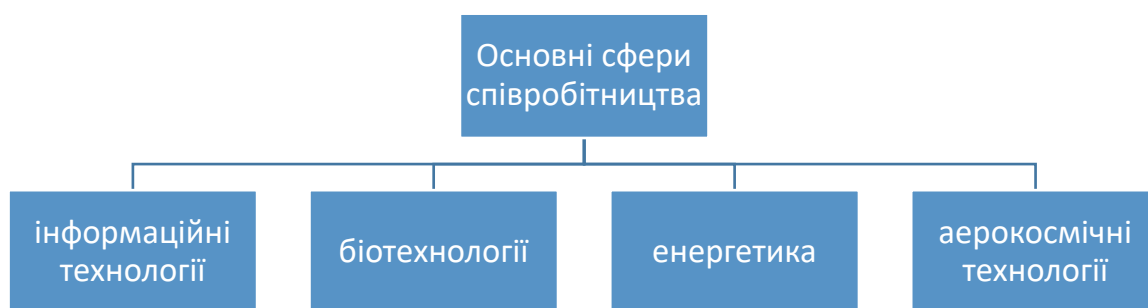 Основні сфери
співробітництва
інформаційні
технології
біотехнології
енергетика
аерокосмічні
технології